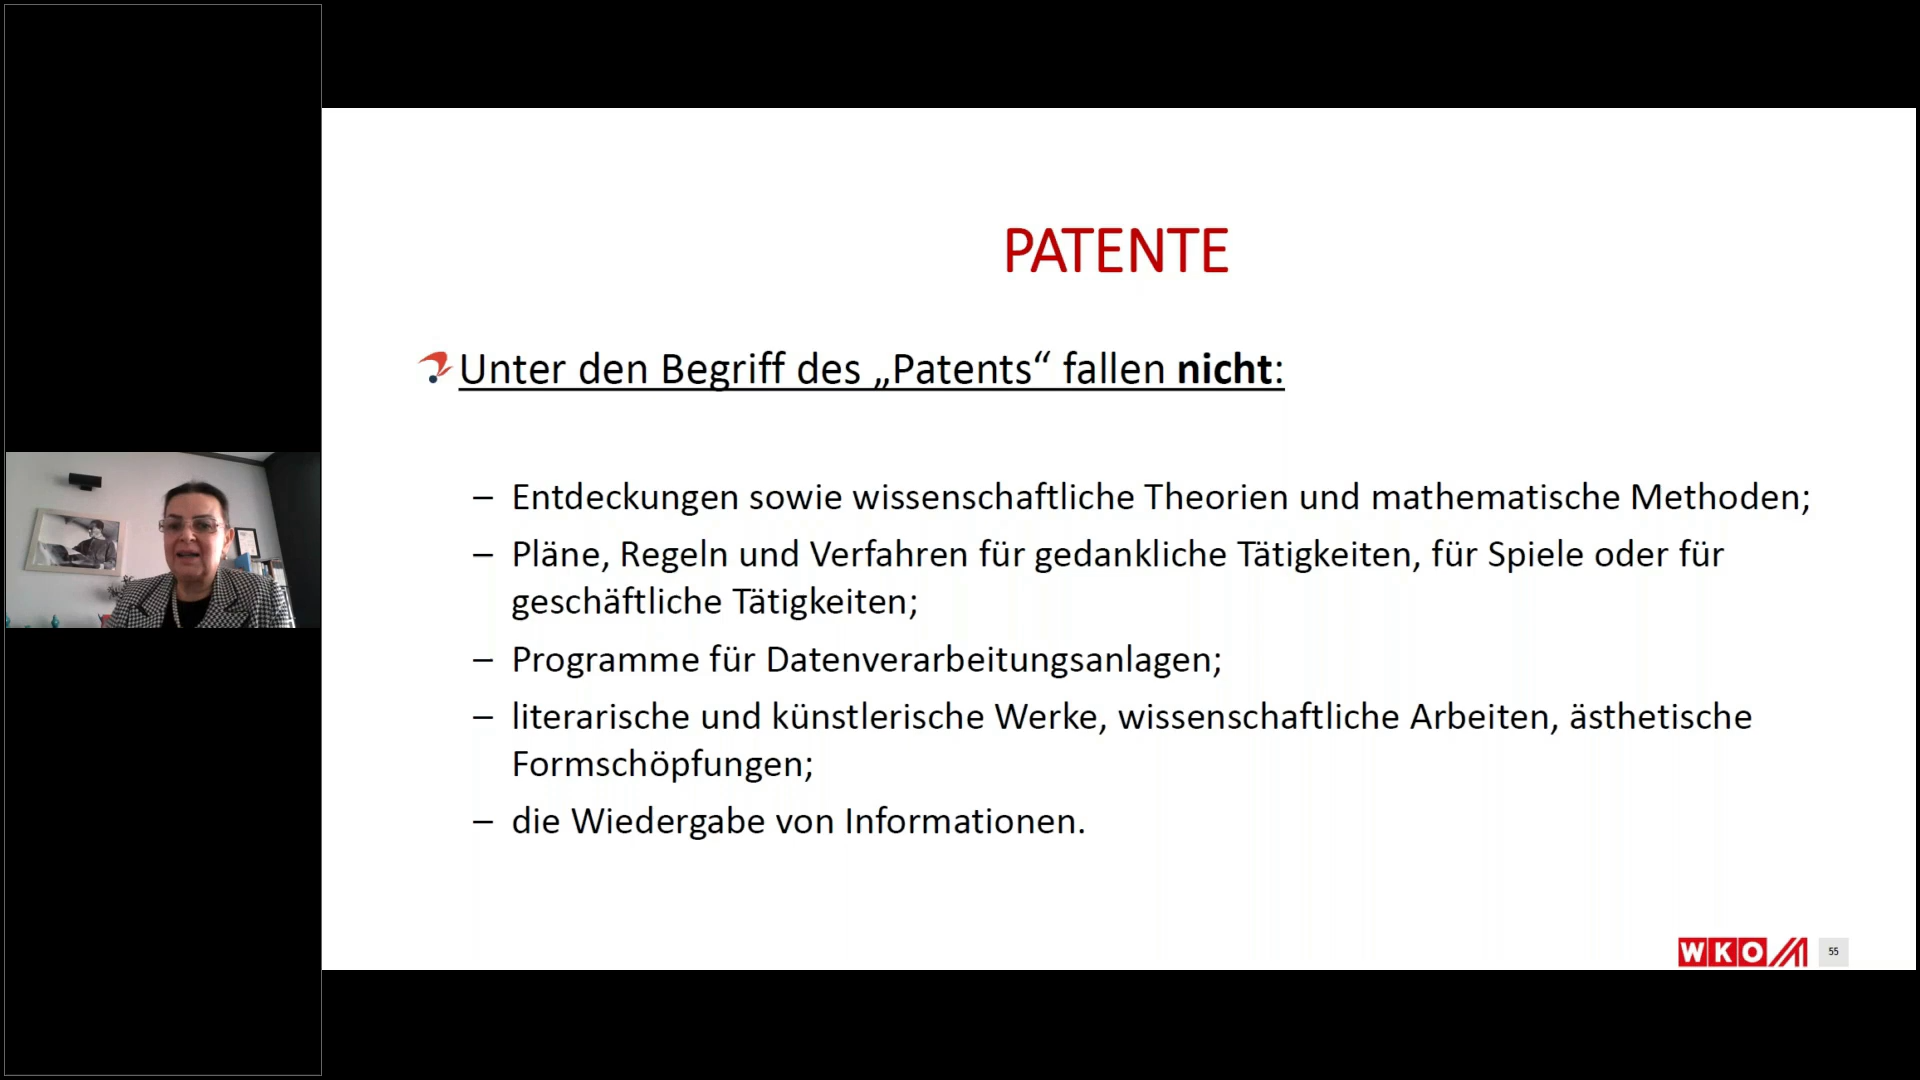 PATENTE
Unter den Begriff des „Patents“ fallen nicht:
– Entdeckungen sowie wissenschaftliche Theorien und mathematische Methoden;
– Pläne, Regeln und Verfahren für gedankliche Tätigkeiten, für Spiele oder für
geschäftliche Tätigkeiten;
– Programme für Datenverarbeitungsanlagen;
– literarische und künstlerische Werke, wissenschaftliche Arbeiten, ästhetische
Formschöpfungen;
– die Wiedergabe von Informationen.
WKO
55